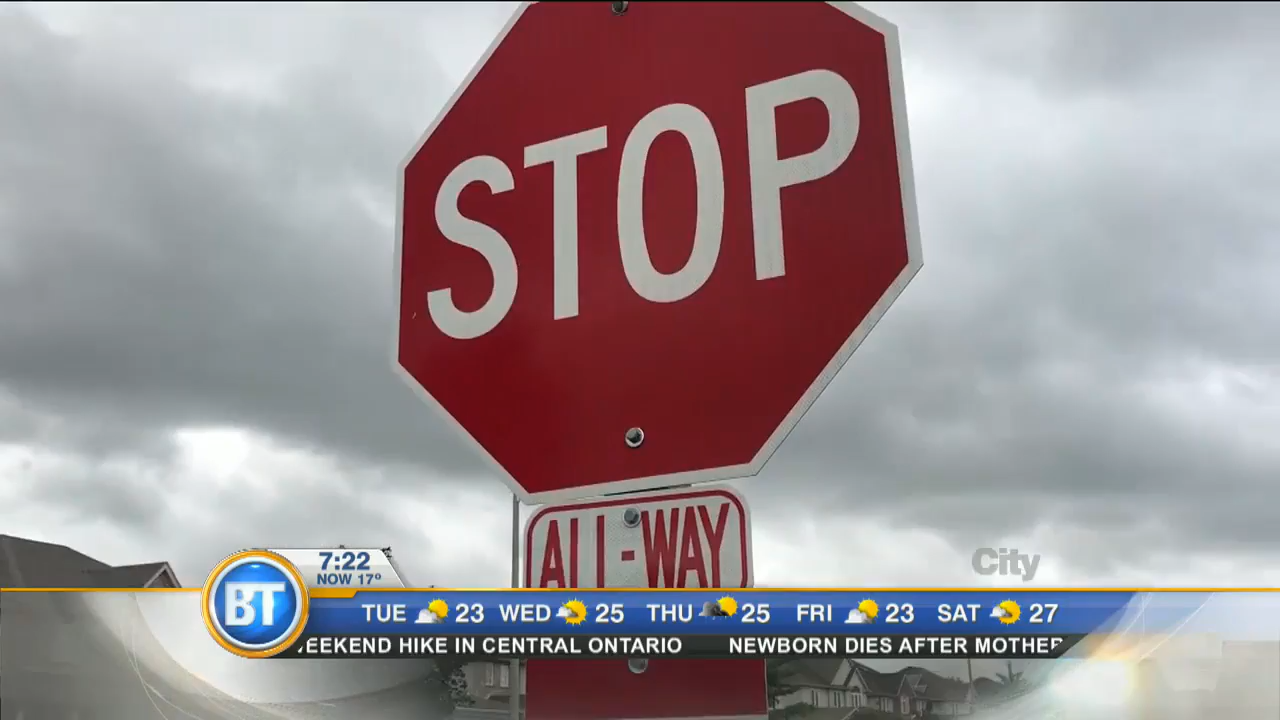 STOP
ALL-WAY
City
7:22
NOW 17°
BT
TUE 23 WED 25 THU 25 FRI 23 SAT 27
EEKEND HIKE IN CENTRAL ONTARIO NEWBORN DIES AFTER MOTHER